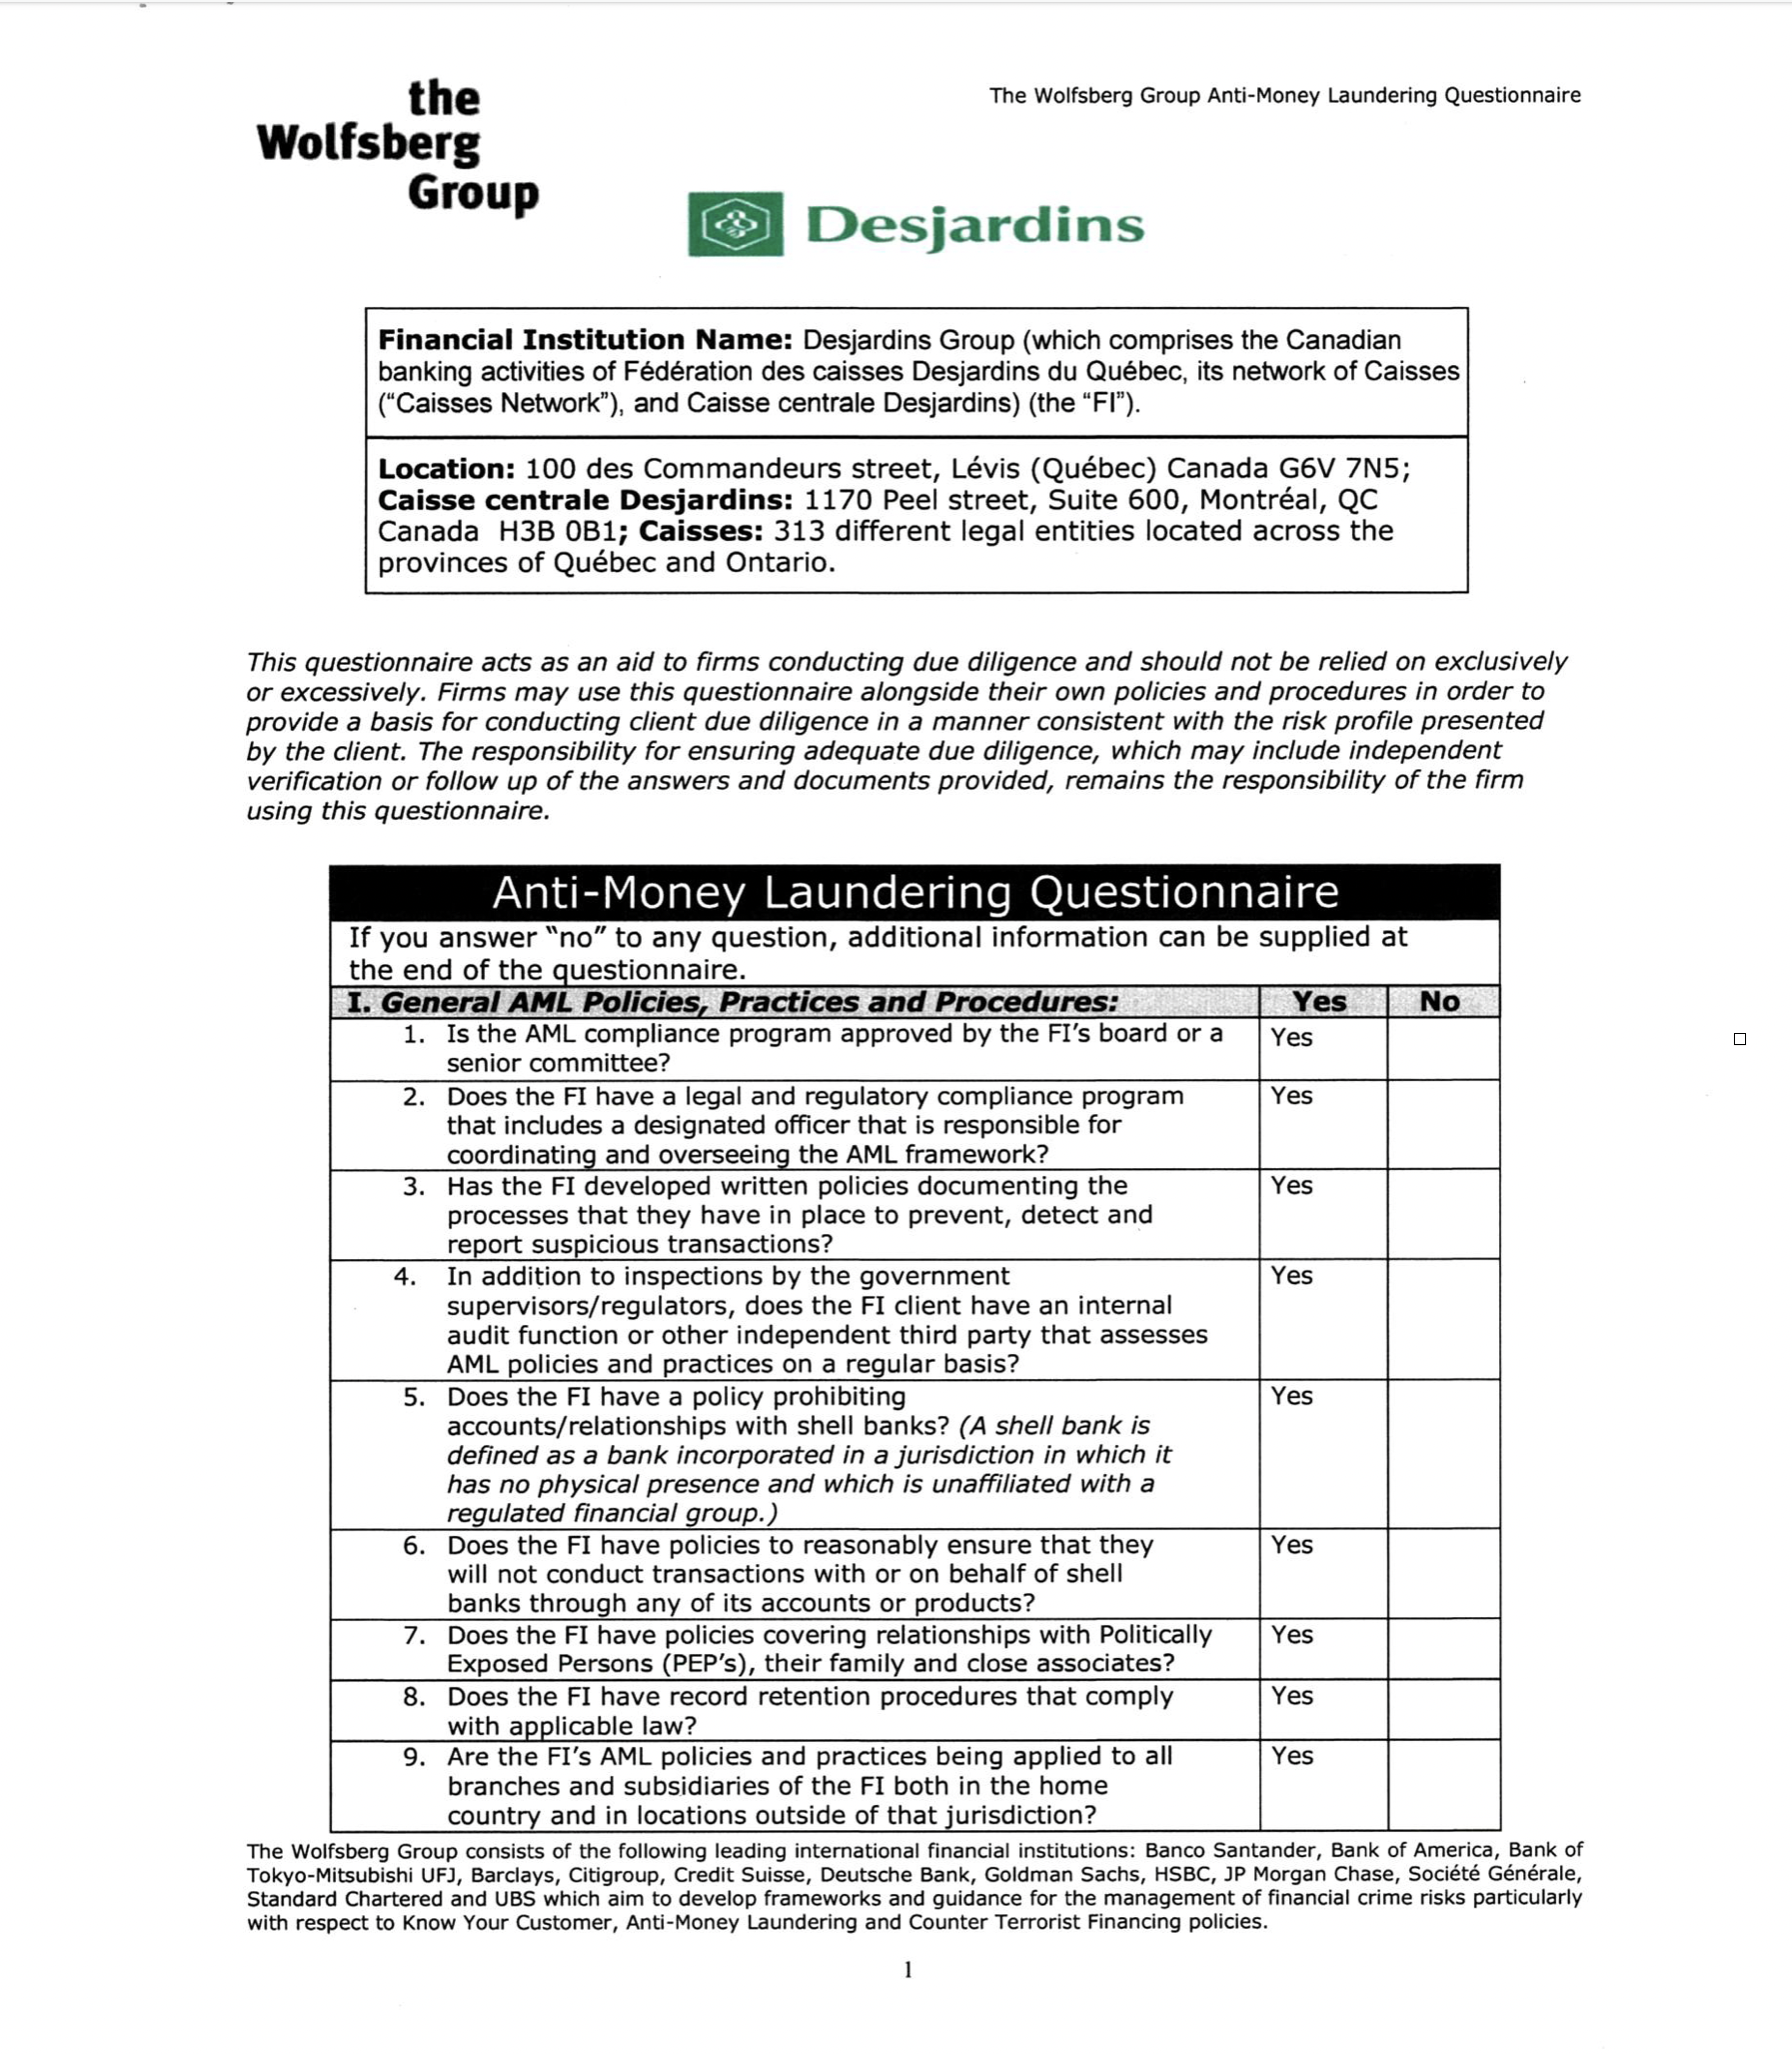 the
Wolfsberg
Group
The Wolfsberg Group Anti-Money Laundering Questionnaire
Desjardins
Financial Institution Name: Desjardins Group (which comprises the Canadian
banking activities of Fédération des caisses Desjardins du Québec, its network of Caisses
(“Caisses Network”), and Caisse centrale Desjardins) (the “FI”).
Location: 100 des Commandeurs street, Lévis (Québec) Canada G6V 7N5;
Caisse centrale Desjardins: 1170 Peel street, Suite 600, Montréal, QC
Canada H3B 0B1; Caisses: 313 different legal entities located across the
provinces of Québec and Ontario.
This questionnaire acts as an aid to firms conducting due diligence and should not be relied on exclusively
or excessively. Firms may use this questionnaire alongside their own policies and procedures in order to
provide a basis for conducting client due diligence in a manner consistent with the risk profile presented
by the client. The responsibility for ensuring adequate due diligence, which may include independent
verification or follow up of the answers and documents provided, remains the responsibility of the firm
using this questionnaire.
Anti-Money Laundering Questionnaire
If you answer “no” to any question, additional information can be supplied at
the end of the questionnaire.
I. General AML Policies, Practices and Procedures: Yes No
1. Is the AML compliance program approved by the FI’s board or a Yes
senior committee?
2. Does the FI have a legal and regulatory compliance program Yes
that includes a designated officer that is responsible for
coordinating and overseeing the AML framework?
3. Has the FI developed written policies documenting the Yes
processes that they have in place to prevent, detect and
report suspicious transactions?
4. In addition to inspections by the government Yes
supervisors/regulators, does the FI client have an internal
audit function or other independent third party that assesses
AML policies and practices on a regular basis?
5. Does the FI have a policy prohibiting Yes
accounts/relationships with shell banks? (A shell bank is
defined as a bank incorporated in a jurisdiction in which it
has no physical presence and which is unaffiliated with a
regulated financial group.)
6. Does the FI have policies to reasonably ensure that they Yes
will not conduct transactions with or on behalf of shell
banks through any of its accounts or products?
7. Does the FI have policies covering relationships with Politically Yes
Exposed Persons (PEP’s), their family and close associates?
8. Does the FI have record retention procedures that comply Yes
with applicable law?
9. Are the FI’s AML policies and practices being applied to all Yes
branches and subsidiaries of the FI both in the home
country and in locations outside of that jurisdiction?
The Wolfsberg Group consists of the following leading international financial institutions: Banco Santander, Bank of America, Bank of
Tokyo-Mitsubishi UFJ, Barclays, Citigroup, Credit Suisse, Deutsche Bank, Goldman Sachs, HSBC, JP Morgan Chase, Société Générale,
Standard Chartered and UBS which aim to develop frameworks and guidance for the management of financial crime risks particularly
with respect to Know Your Customer, Anti-Money Laundering and Counter Terrorist Financing policies.
1